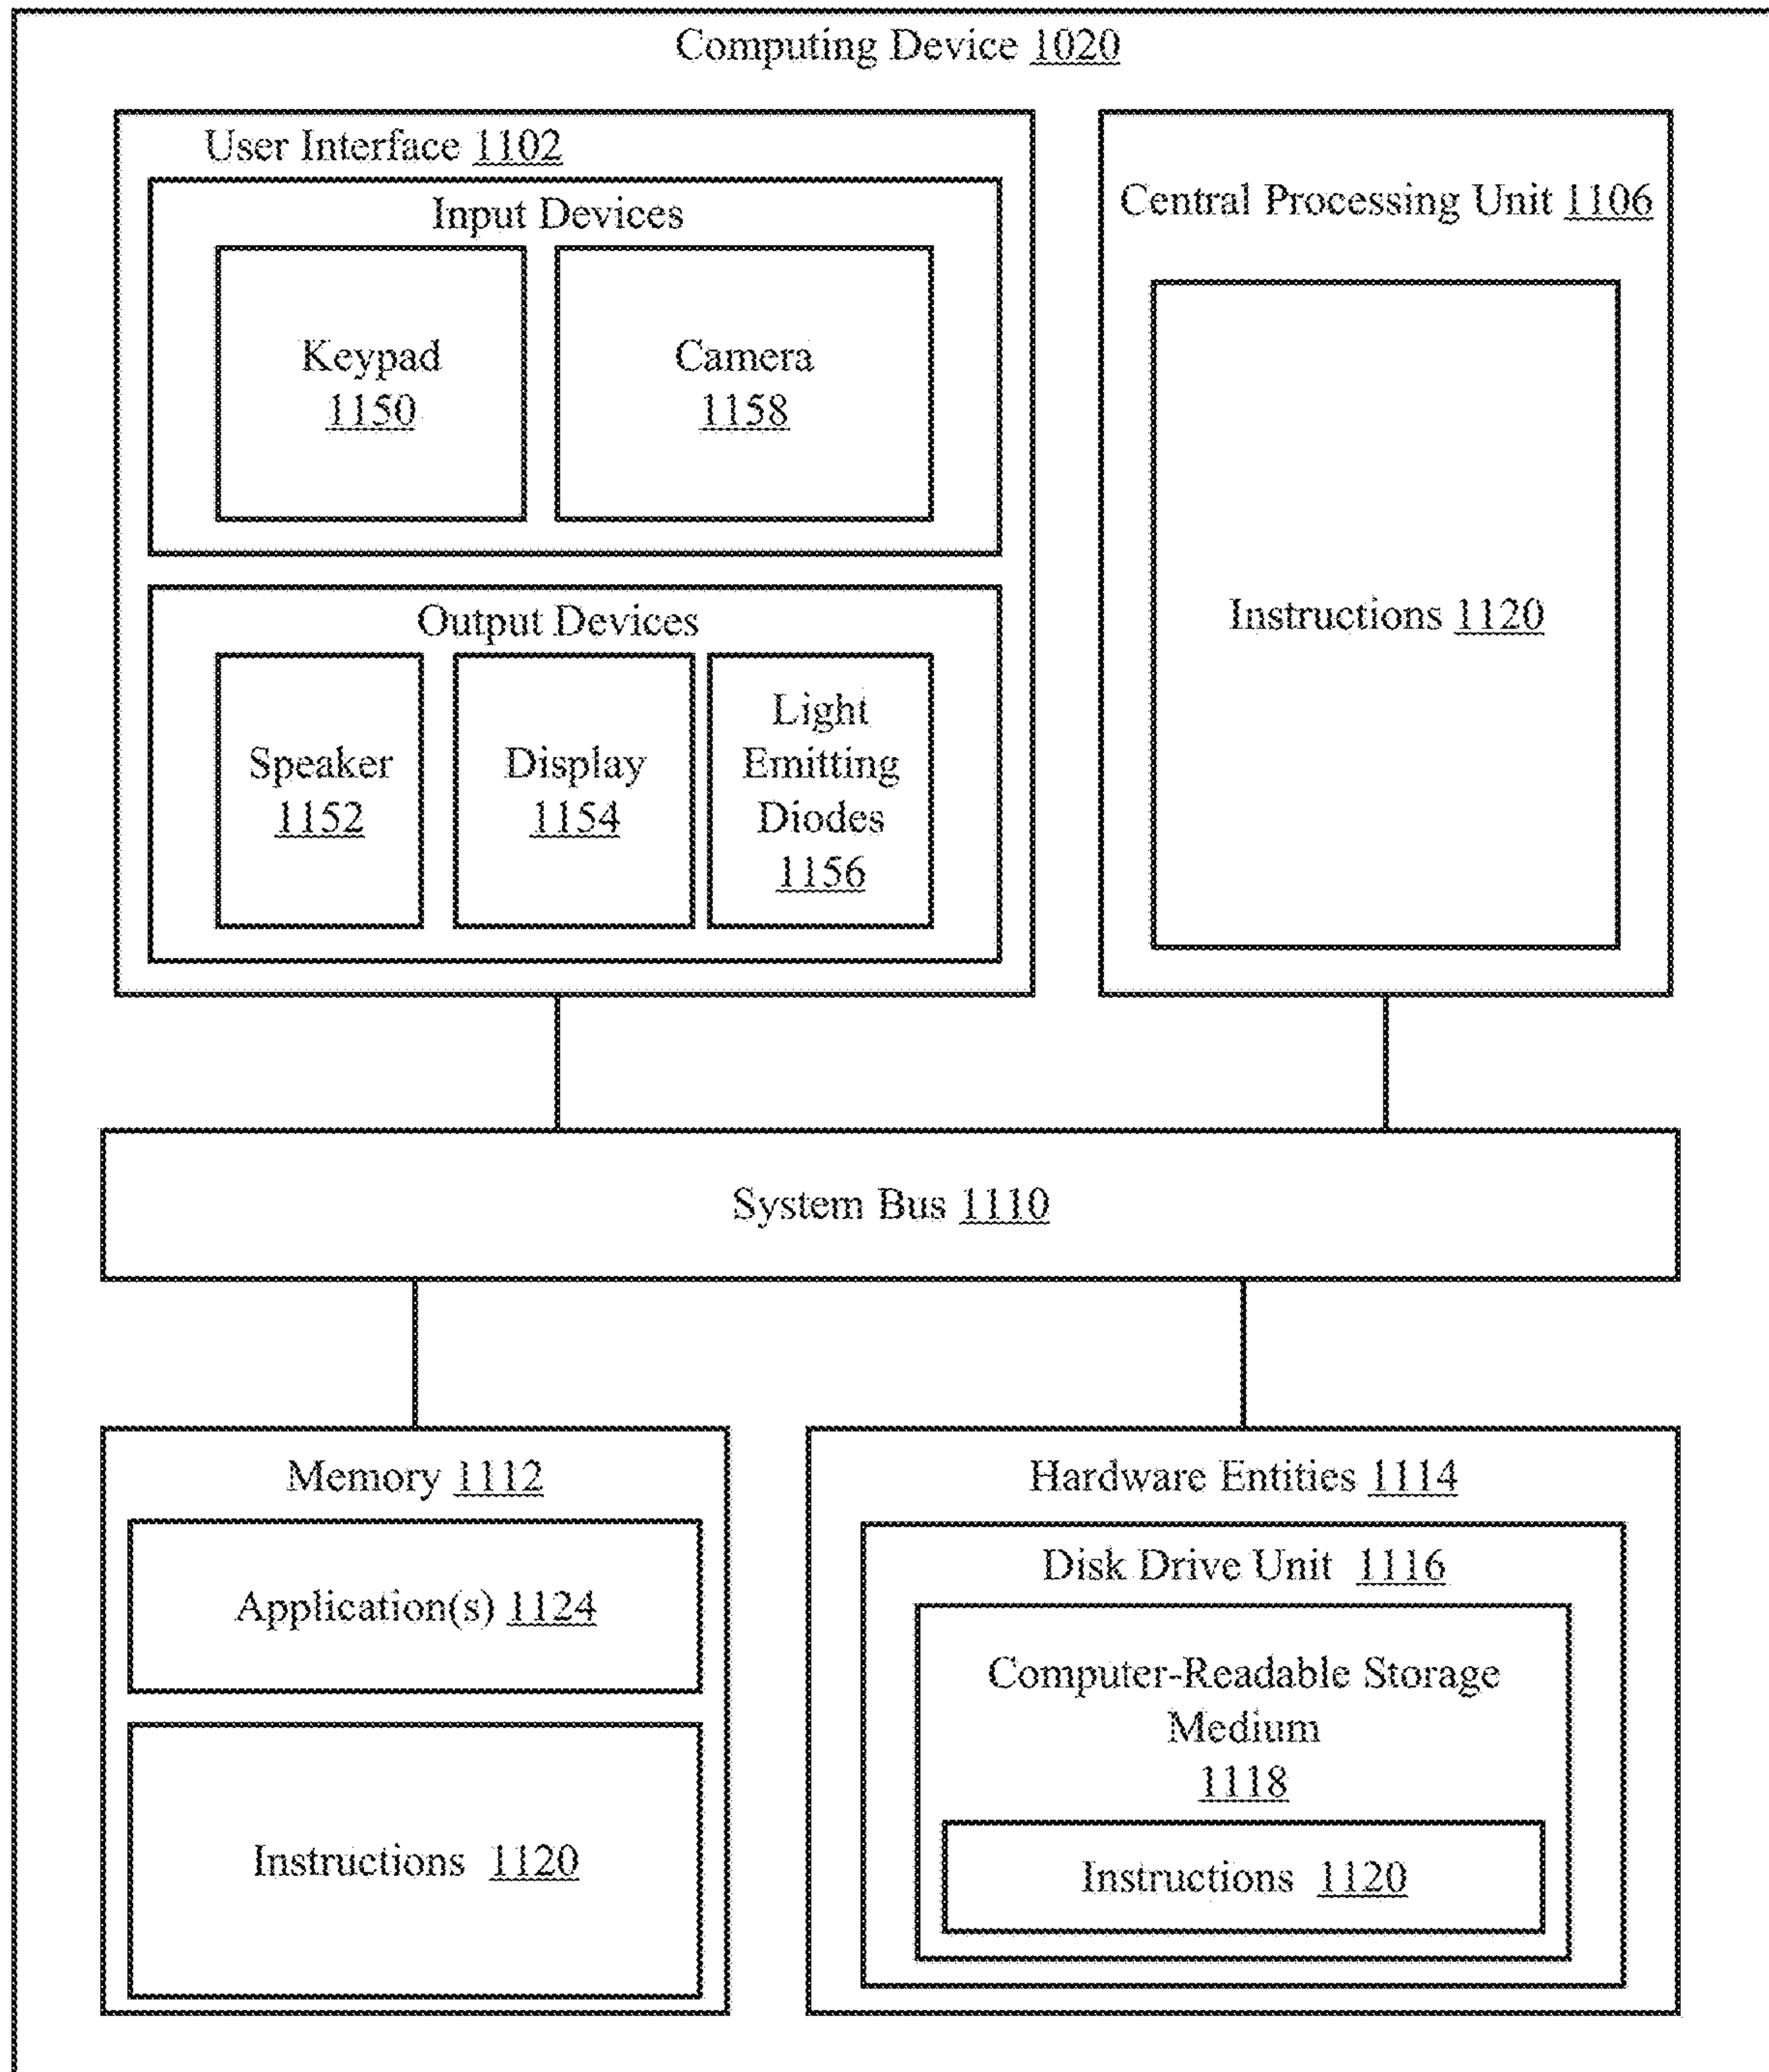 Computing Device 1020
User Interface 1102
Input Devices
Keypad
1150
Camera
1158
Output Devices
Speaker
1152
Display
1154
Light
Emitting
Diodes
1156
Central Processing Unit 1106
Instructions 1120
System Bus 1110
Memory 1112
Application(s) 1124
Instructions 1120
Hardware Entities 1114
Disk Drive Unit 1116
Computer-Readable Storage
Medium
1118
Instructions 1120